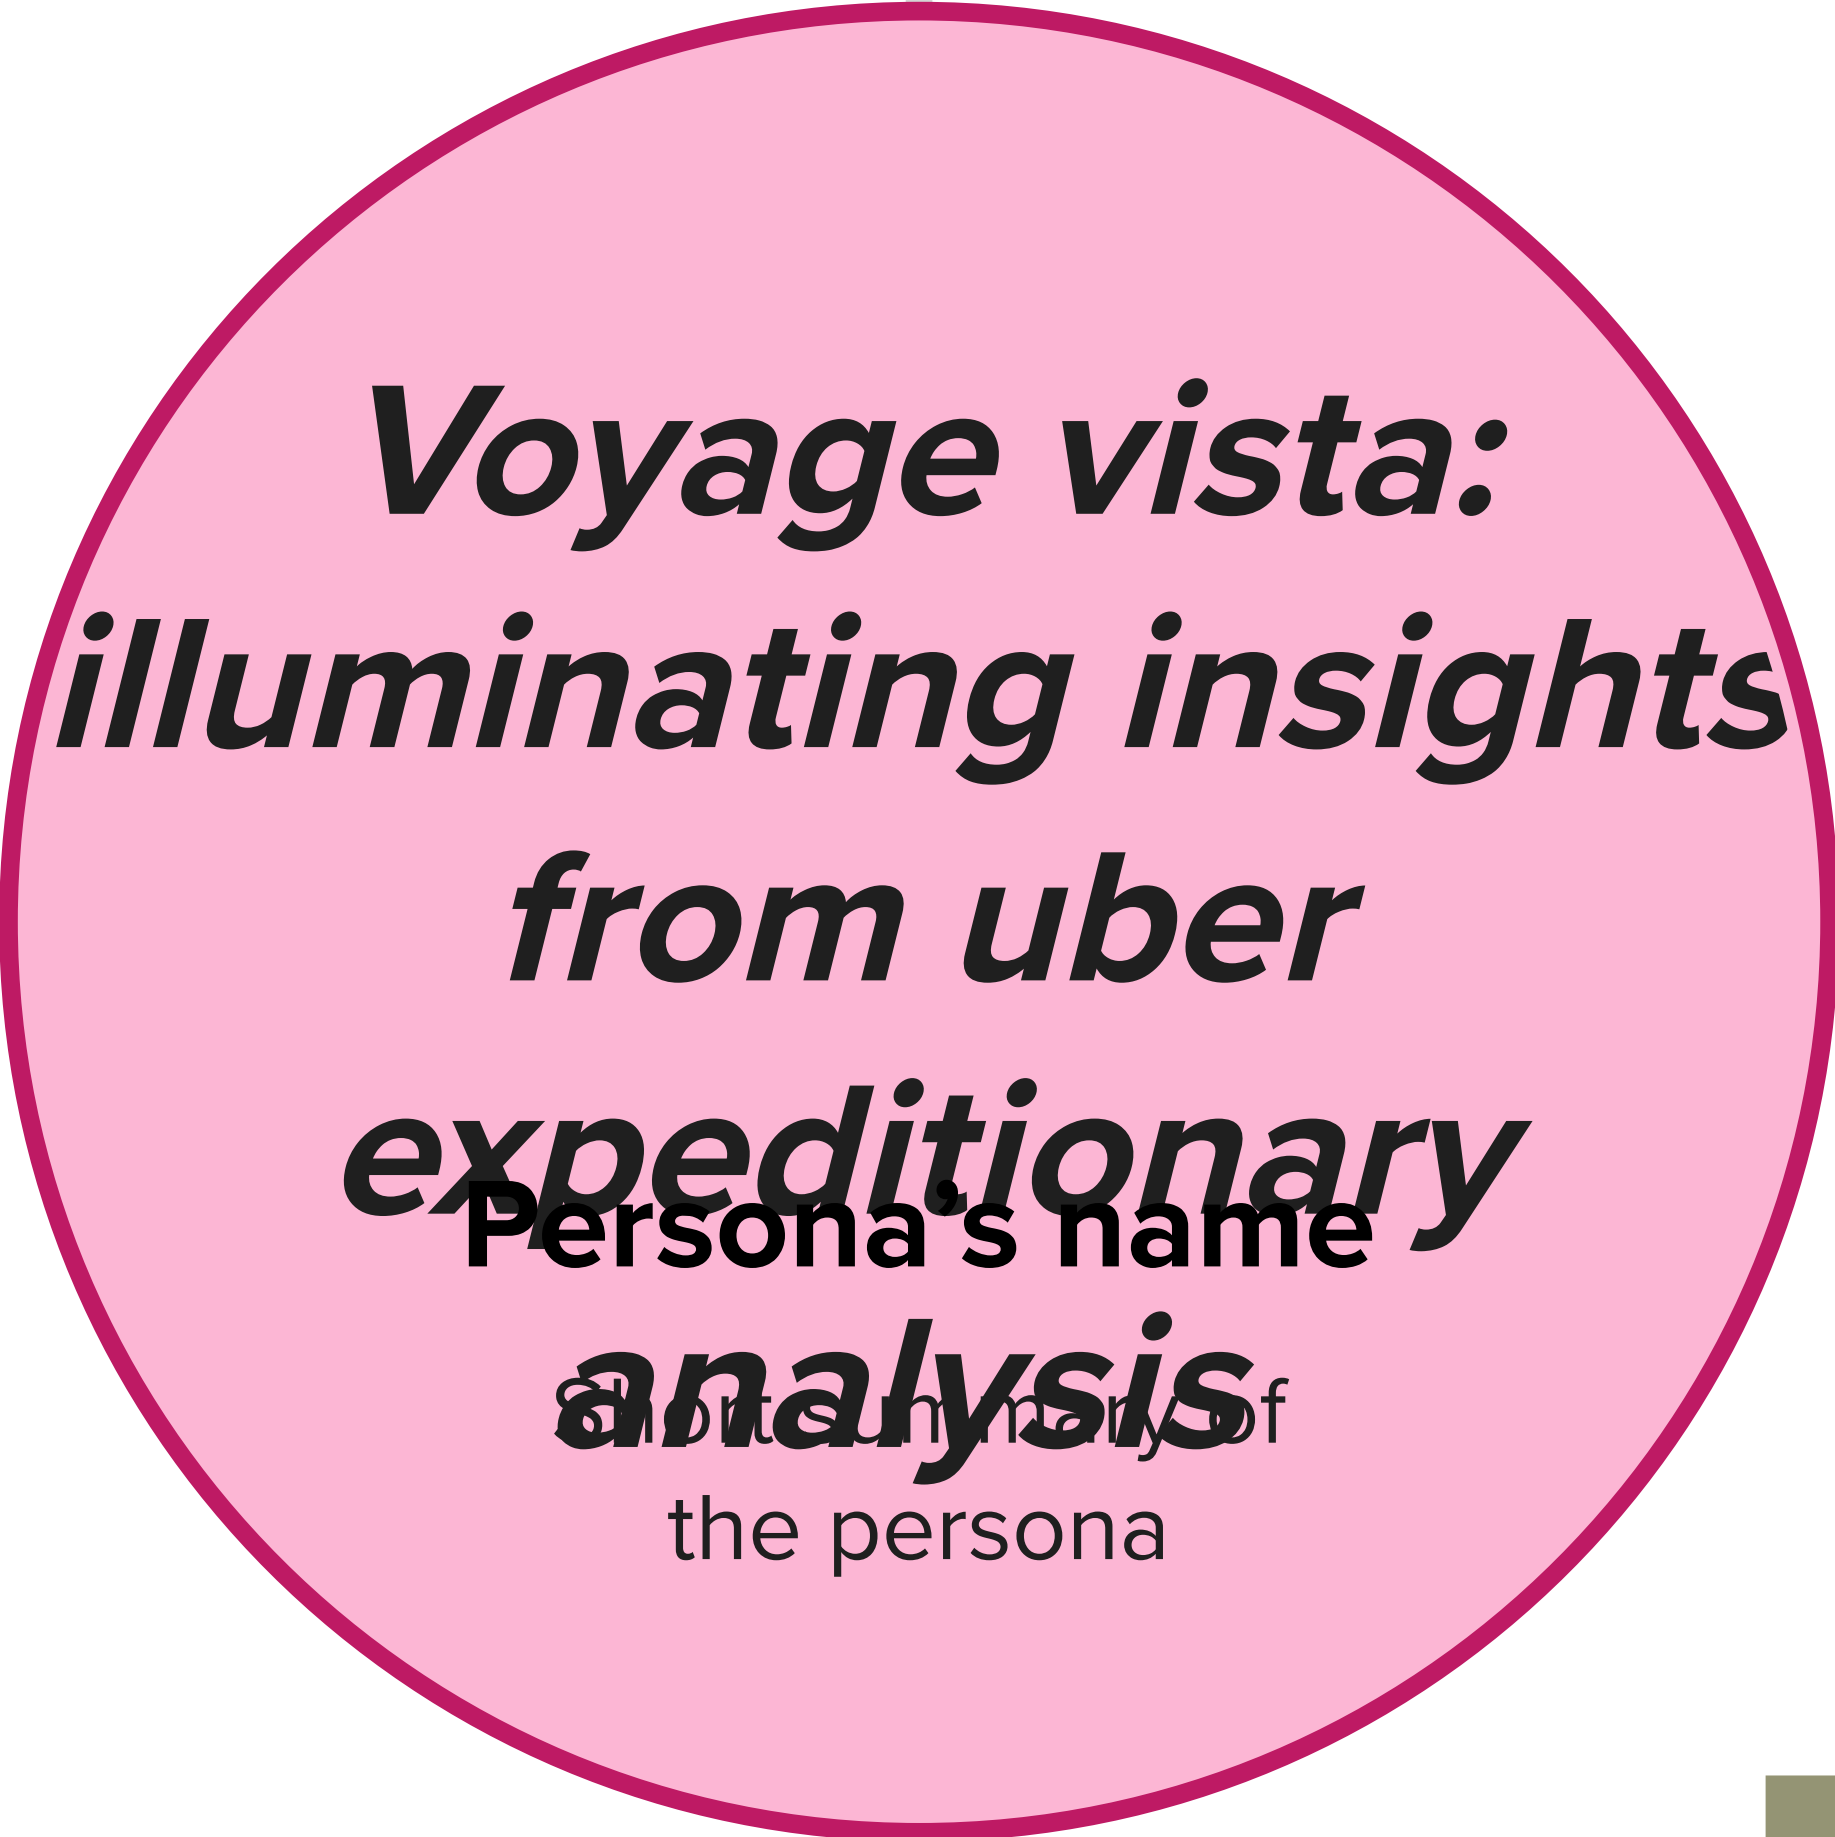 Voyage vista:
illuminating insights
from uber
expeditionary
Persona’s name
analysis
Short summary of
the persona